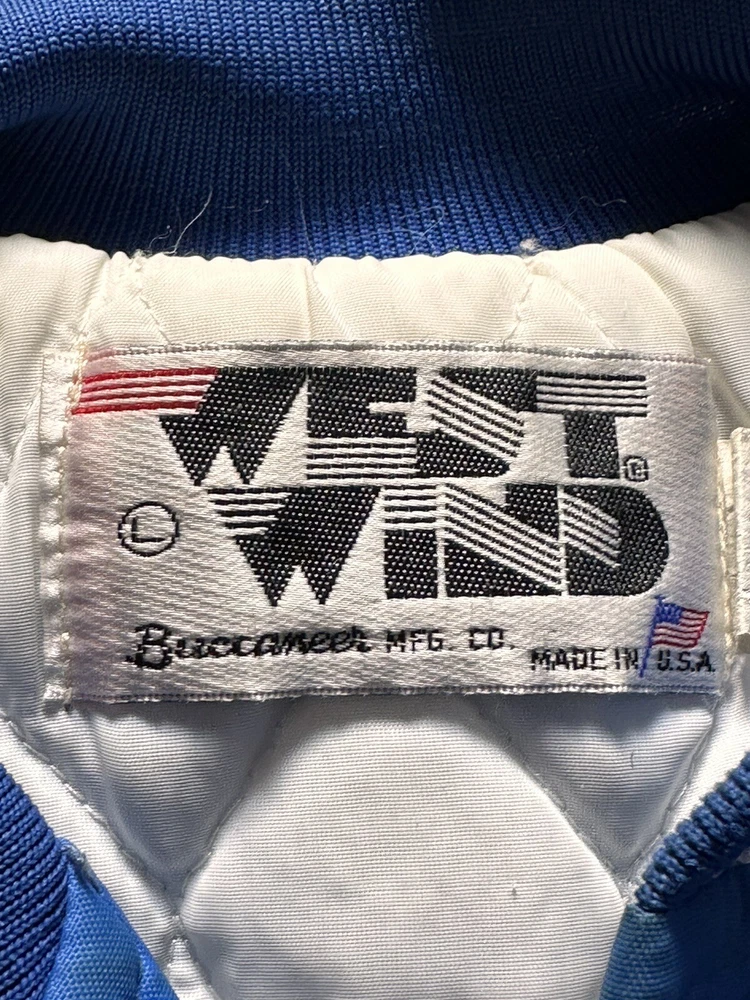 WEST
®
WIND
L
Buccaneer MFG. CO.
MADE IN U.S.A.